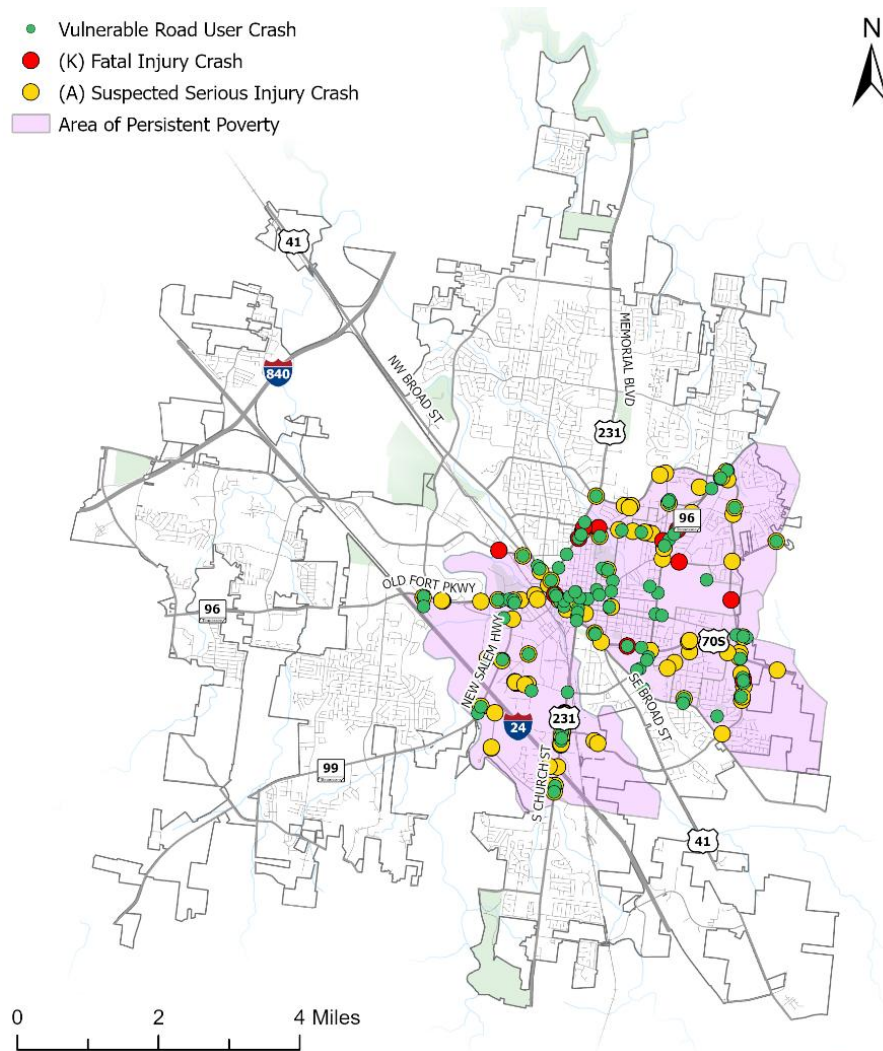 Vulnerable Road User Crash
(K) Fatal Injury Crash
(A) Suspected Serious Injury Crash
Area of Persistent Poverty
N
41
840
NW BROAD ST
MEMORIAL BLVD
231
96
OLD FORT PKWY
96
NEW SALEM HWY
70S
SE BROAD ST
231
24
S CHURCH ST
99
41
0 2 4 Miles